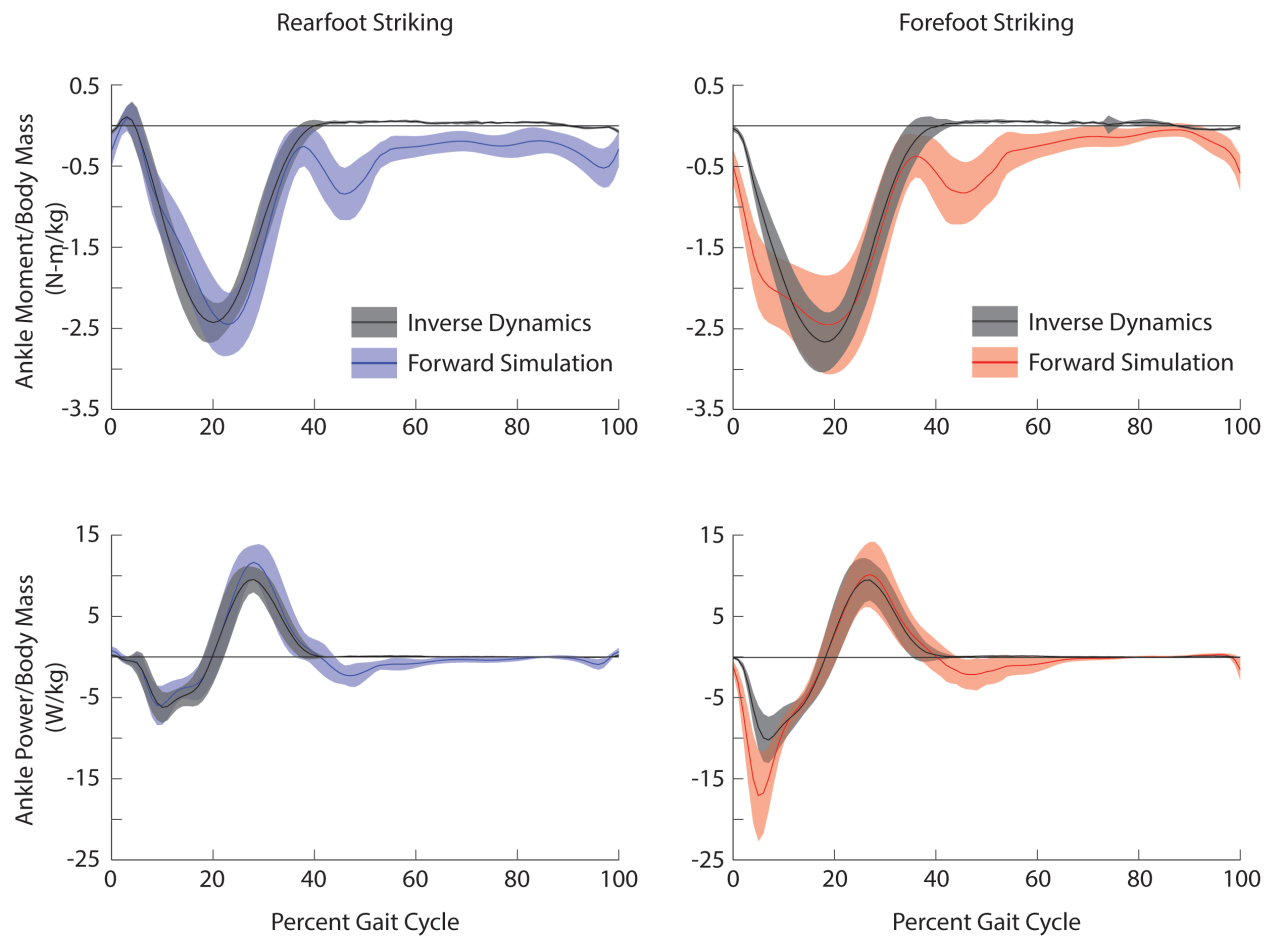 Rearfoot Striking
Forefoot Striking
Ankle Moment/Body Mass
(N-m/kg)
0.5
-0.5
-1.5
-2.5
-3.5
0 20 40 60 80 100
Inverse Dynamics
Forward Simulation
0.5
-0.5
-1.5
-2.5
-3.5
0 20 40 60 80 100
Inverse Dynamics
Forward Simulation
Ankle Power/Body Mass
(W/kg)
15
5
-5
-15
-25
0 20 40 60 80 100
Percent Gait Cycle
15
5
-5
-15
-25
0 20 40 60 80 100
Percent Gait Cycle